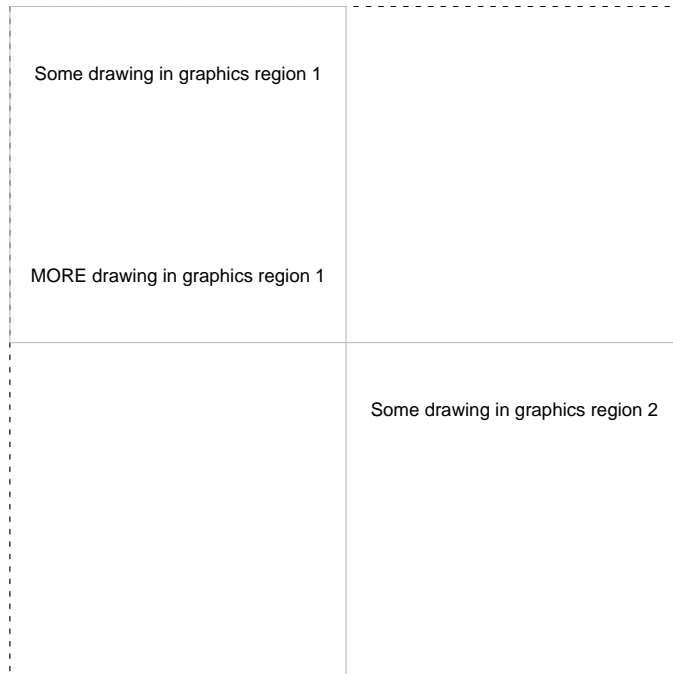 Some drawing in graphics region 1
MORE drawing in graphics region 1
Some drawing in graphics region 2